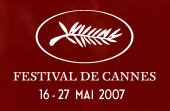 FESTIVAL DE CANNES
16-27 MAI 2007